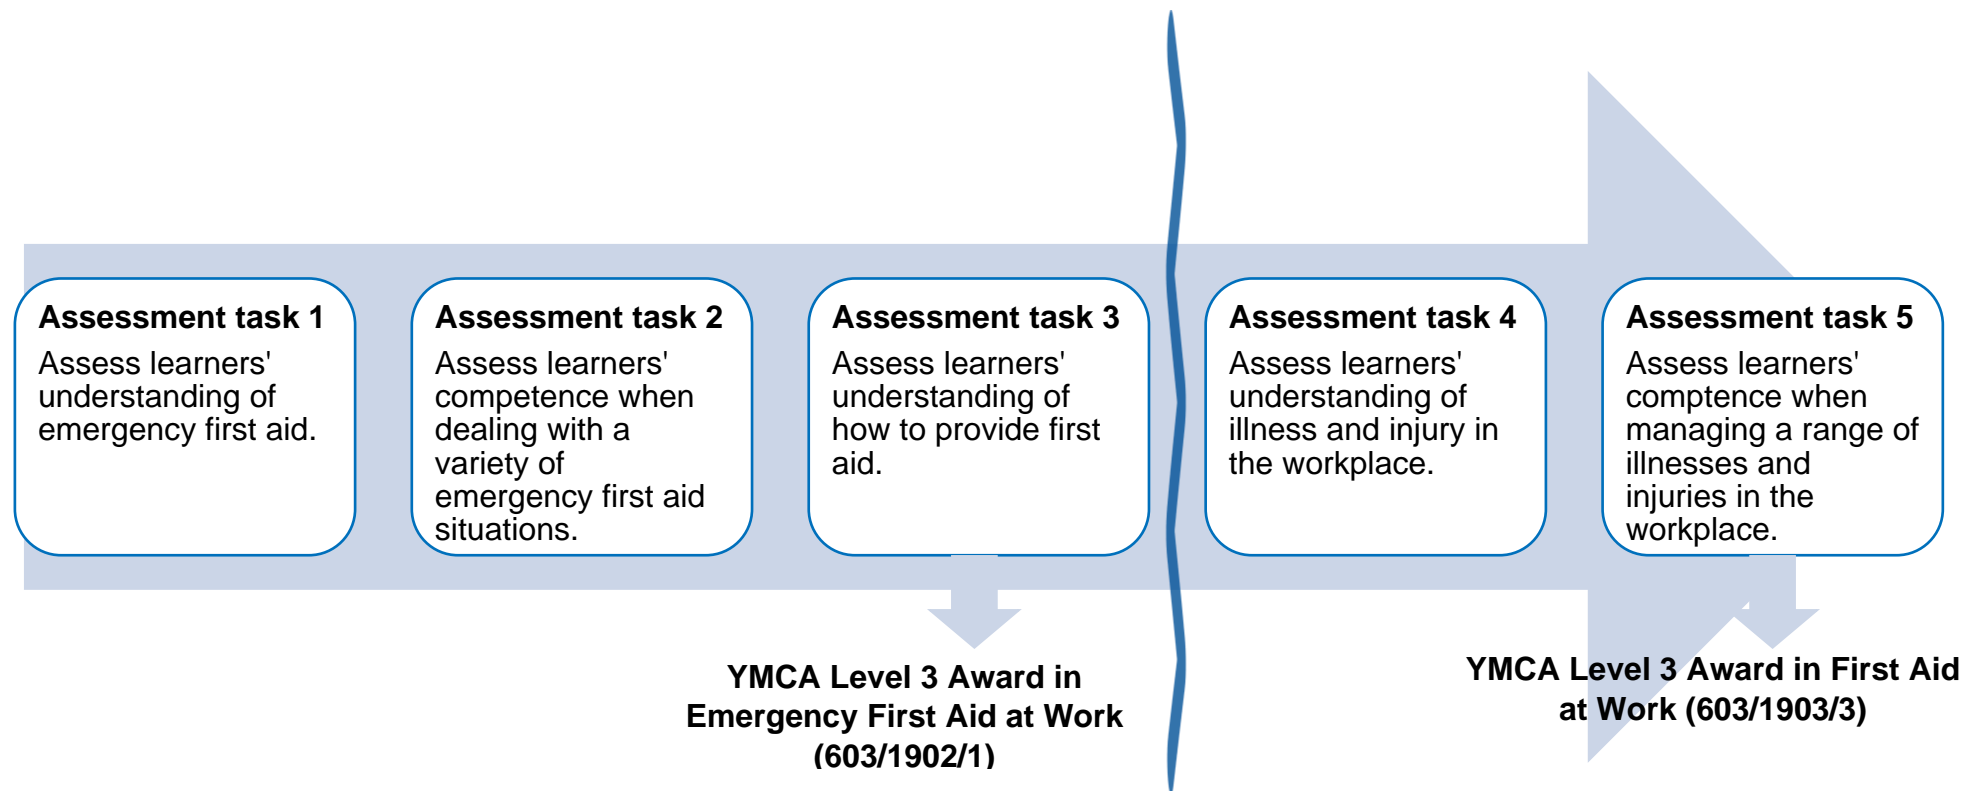 Assessment task 1
Assess learners'
understanding of
emergency first aid.
Assessment task 2
Assess learners'
competence when
dealing with a
variety of
emergency first aid
situations.
Assessment task 3
Assess learners'
understanding of
how to provide first
aid.
Assessment task 4
Assess learners'
understanding of
illness and injury in
the workplace.
Assessment task 5
Assess learners'
comptence when
managing a range of
illnesses and
injuries in the
workplace.
YMCA Level 3 Award in
Emergency First Aid at Work
(603/1902/1)
YMCA Level 3 Award in First Aid
at Work (603/1903/3)